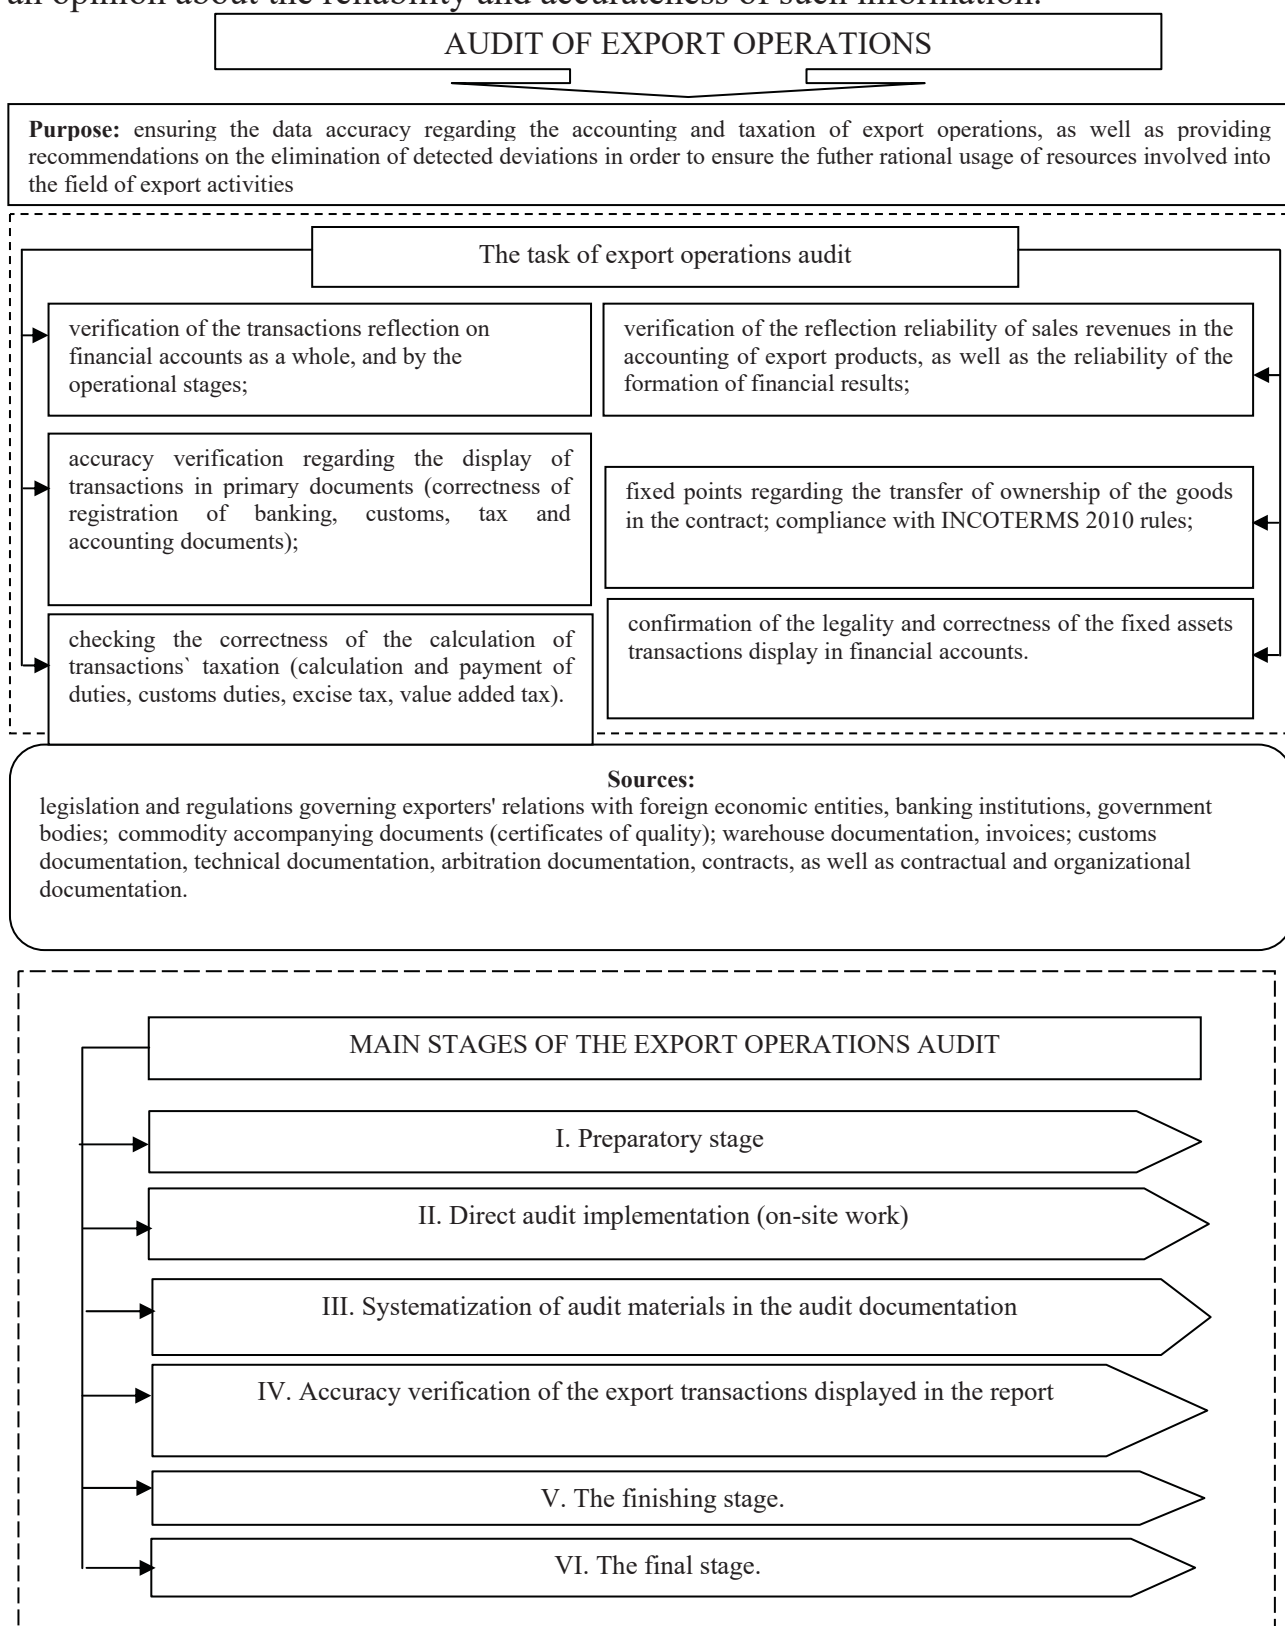 an opinion about the reliability and accurateness of such information.
AUDIT OF EXPORT OPERATIONS
Purpose: ensuring the data accuracy regarding the accounting and taxation of export operations, as well as providing
recommendations on the elimination of detected deviations in order to ensure the futher rational usage of resources involved into
the field of export activities
The task of export operations audit
verification of the transactions reflection on
financial accounts as a whole, and by the
operational stages;
verification of the reflection reliability of sales revenues in the
accounting of export products, as well as the reliability of the
formation of financial results;
accuracy verification regarding the display of
transactions in primary documents (correctness of
registration of banking, customs, tax and
accounting documents);
fixed points regarding the transfer of ownership of the goods
in the contract; compliance with INCOTERMS 2010 rules;
checking the correctness of the calculation of
transactions` taxation (calculation and payment of
duties, customs duties, excise tax, value added tax).
confirmation of the legality and correctness of the fixed assets
transactions display in financial accounts.
Sources:
legislation and regulations governing exporters' relations with foreign economic entities, banking institutions, government
bodies; commodity accompanying documents (certificates of quality); warehouse documentation, invoices; customs
documentation, technical documentation, arbitration documentation, contracts, as well as contractual and organizational
documentation.
MAIN STAGES OF THE EXPORT OPERATIONS AUDIT
I. Preparatory stage
II. Direct audit implementation (on-site work)
III. Systematization of audit materials in the audit documentation
IV. Accuracy verification of the export transactions displayed in the report
V. The finishing stage.
VI. The final stage.